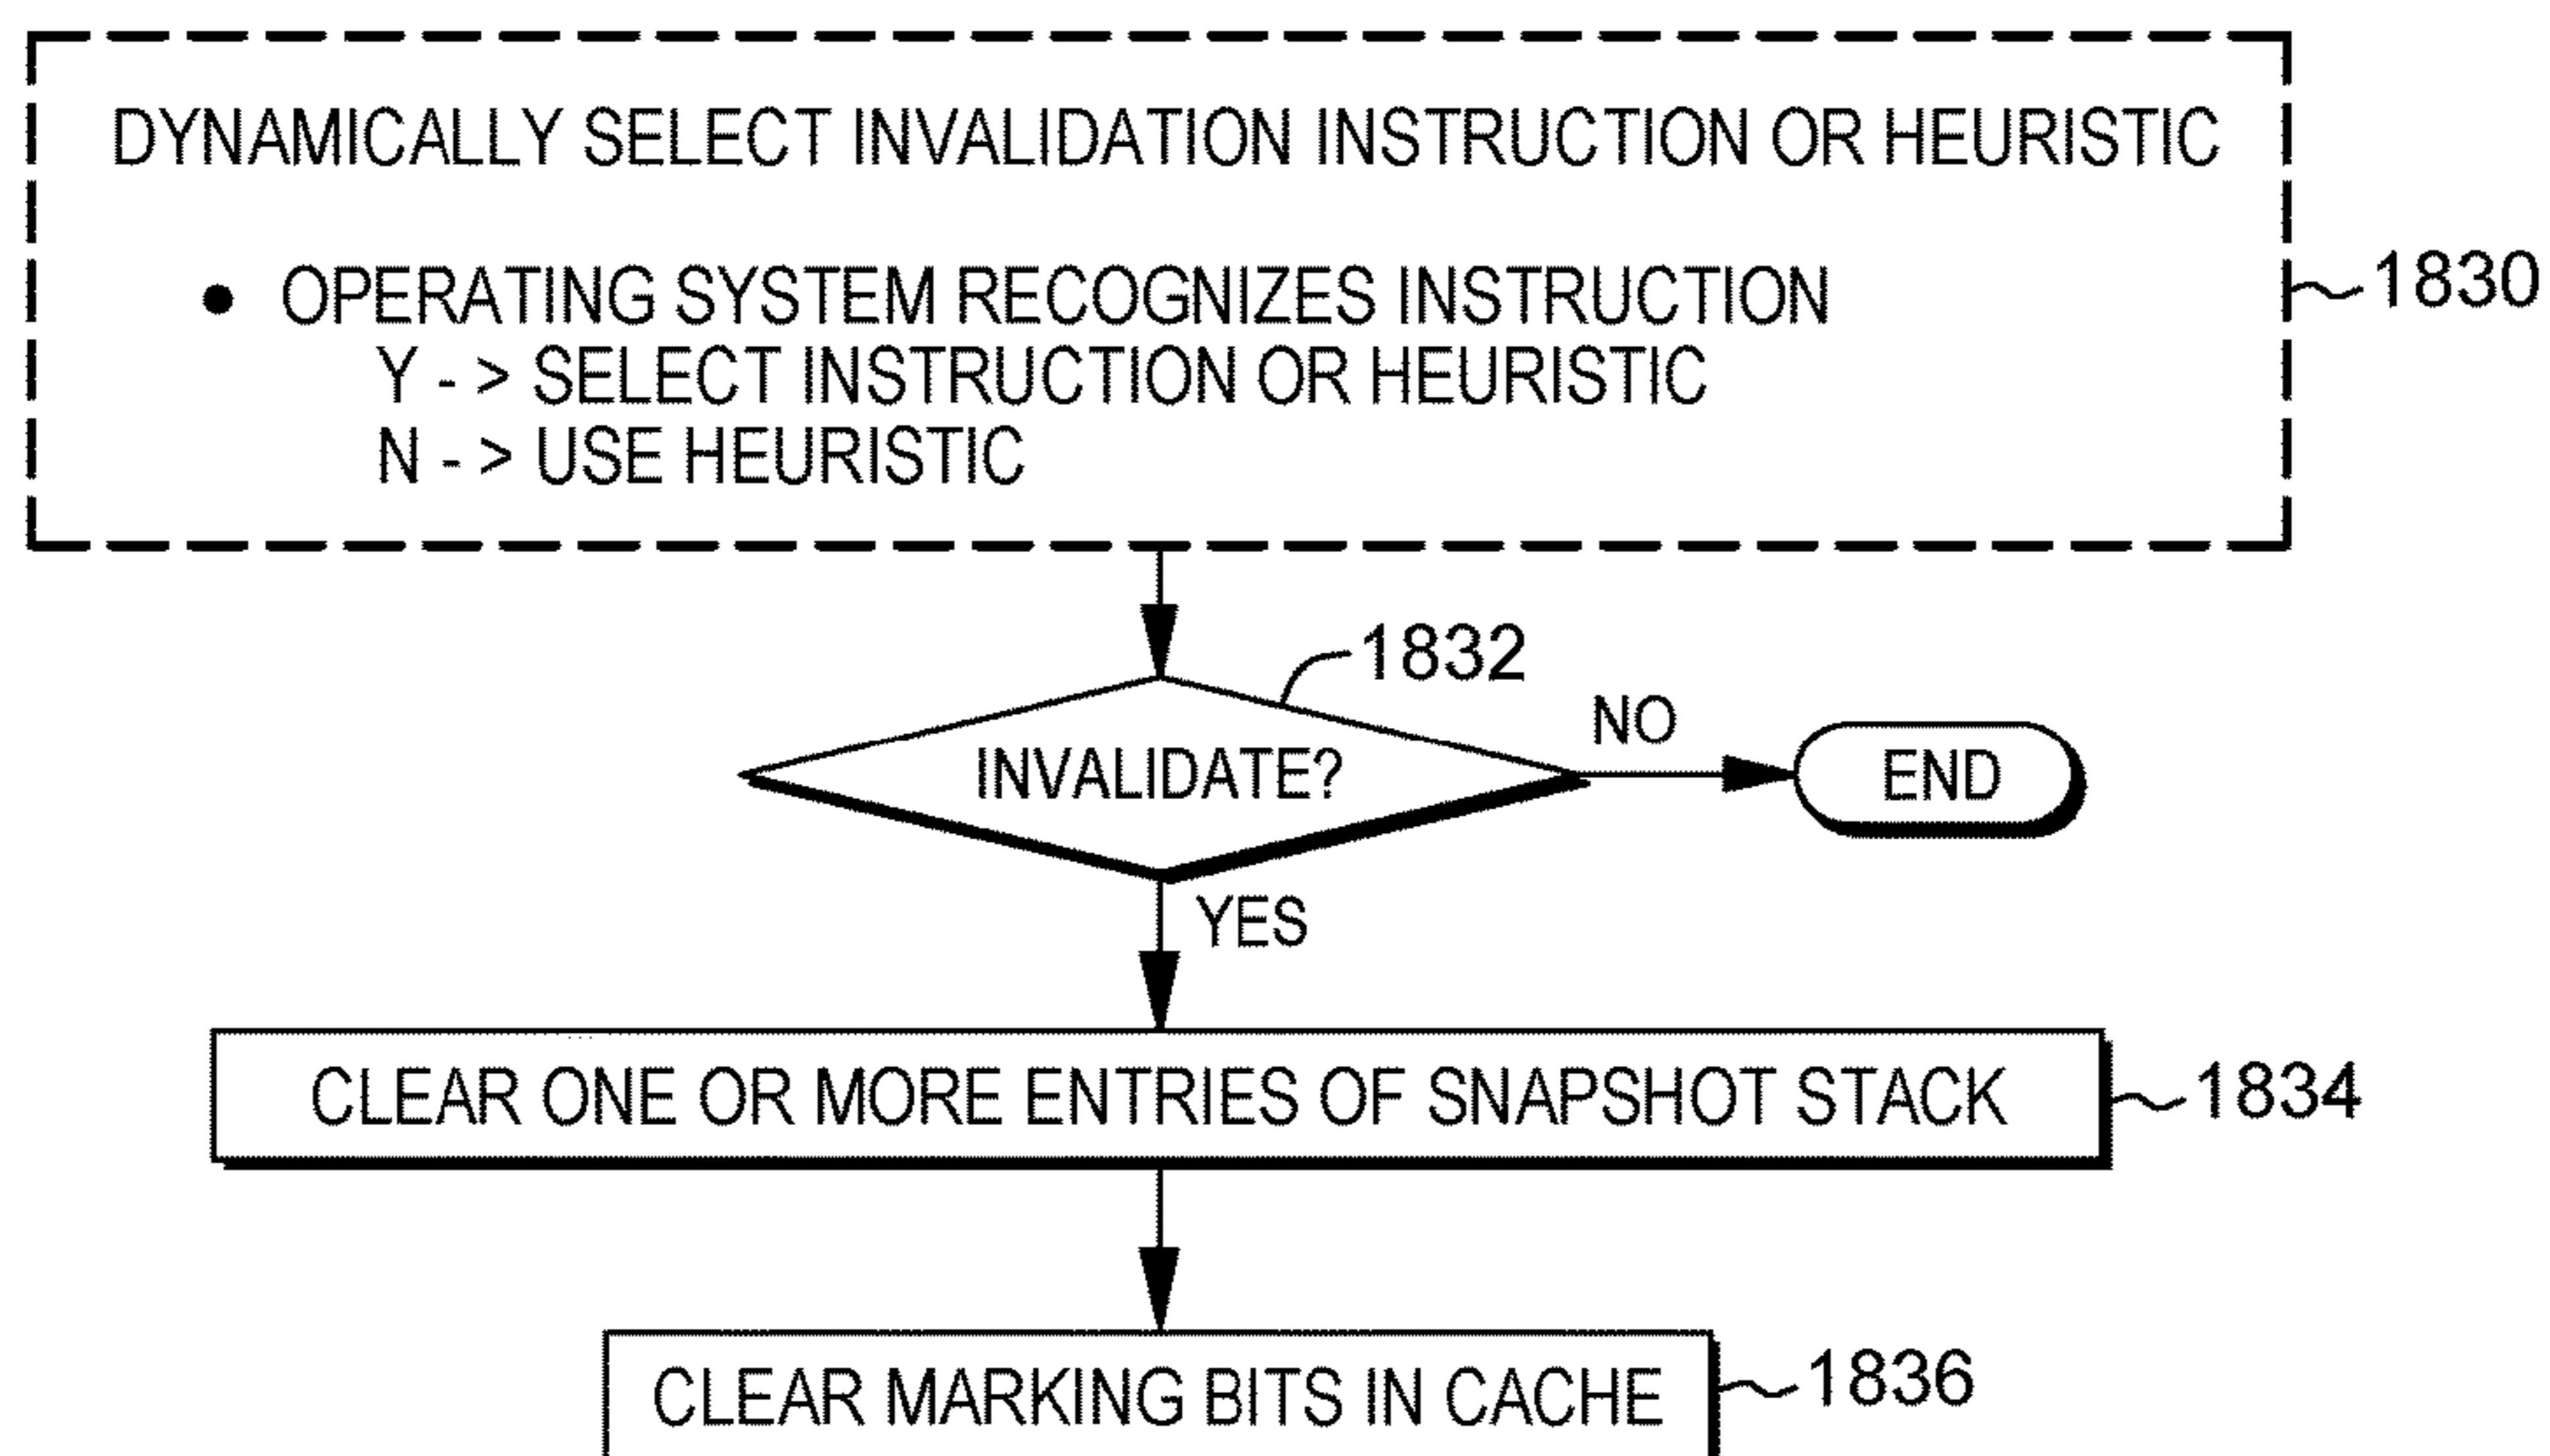 DYNAMICALLY SELECT INVALIDATION INSTRUCTION OR HEURISTIC
• OPERATING SYSTEM RECOGNIZES INSTRUCTION
Y - > SELECT INSTRUCTION OR HEURISTIC
N - > USE HEURISTIC
1830
1832
INVALIDATE?
NO
END
YES
CLEAR ONE OR MORE ENTRIES OF SNAPSHOT STACK
1834
CLEAR MARKING BITS IN CACHE
1836